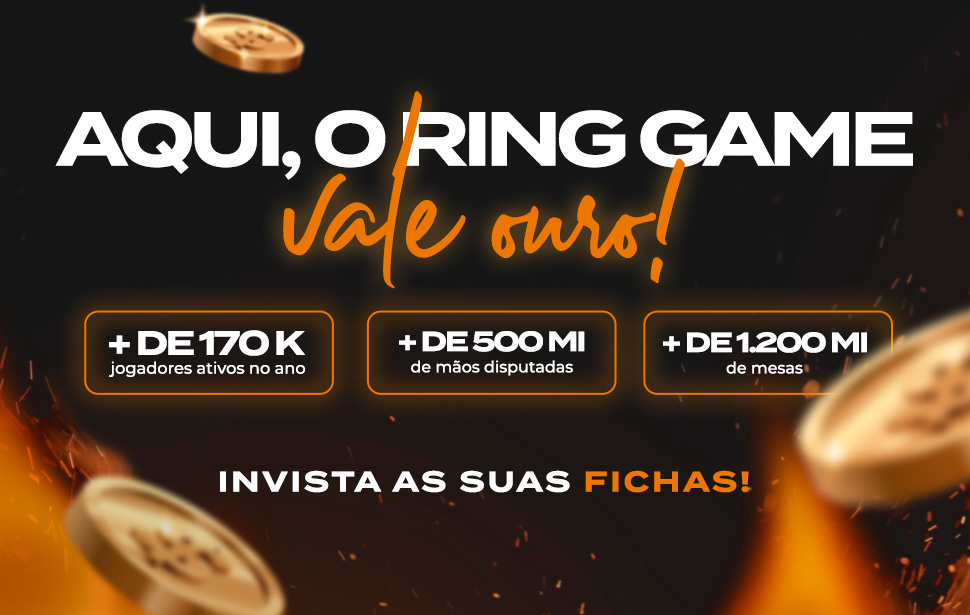 AQUI, O RING GAME
vale ouro!
+ DE 170 K
jogadores ativos no ano
+ DE 500 MI
de mãos disputadas
+ DE 1.200 MI
de mesas
INVISTA AS SUAS FICHAS!